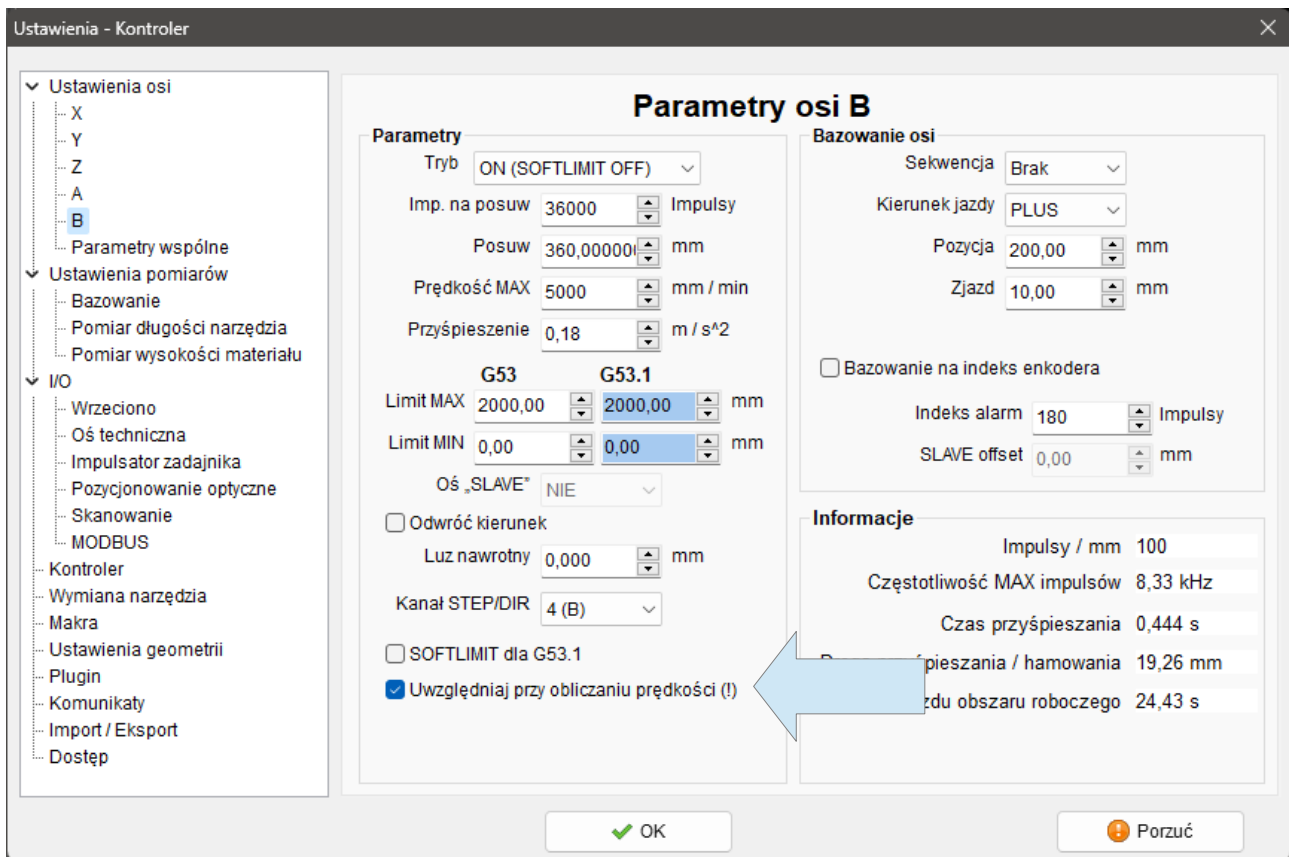 Ustawienia - Kontroler
Ustawienia osi
X
Y
Z
A
B
Parametry wspólne
Ustawienia pomiarów
Bazowanie
Pomiar długości narzędzia
Pomiar wysokości materiału
I/O
Wrzeciono
Oś techniczna
Impulsator zadajnika
Pozycjonowanie optyczne
Skanowanie
MODBUS
Kontroler
Wymiana narzędzia
Makra
Ustawienia geometrii
Plugin
Komunikaty
Import / Eksport
Dostęp
Parametry osi B
Parametry
Tryb ON (SOFTLIMIT OFF)
Imp. na posuw 36000 Impulsy
Posuw 360,000000 mm
Prędkość MAX 5000 mm / min
Przyśpieszenie 0,18 m / s^2
G53 G53.1
Limit MAX 2000,00 2000,00 mm
Limit MIN 0,00 0,00 mm
Oś „SLAVE” NIE
Odwróć kierunek
Luz nawrotny 0,000 mm
Kanał STEP/DIR 4 (B)
SOFTLIMIT dla G53.1
Uwzględniaj przy obliczaniu prędkości (!)
Bazowanie osi
Sekwencja Brak
Kierunek jazdy PLUS
Pozycja 200,00 mm
Zjazd 10,00 mm
Bazowanie na indeks enkodera
Indeks alarm 180 Impulsy
SLAVE offset 0,00 mm
Informacje
Impulsy / mm 100
Częstotliwość MAX impulsów 8,33 kHz
Czas przyśpieszania 0,444 s
pieszania / hamowania 19,26 mm
zdu obszaru roboczego 24,43 s
OK
Porzuć